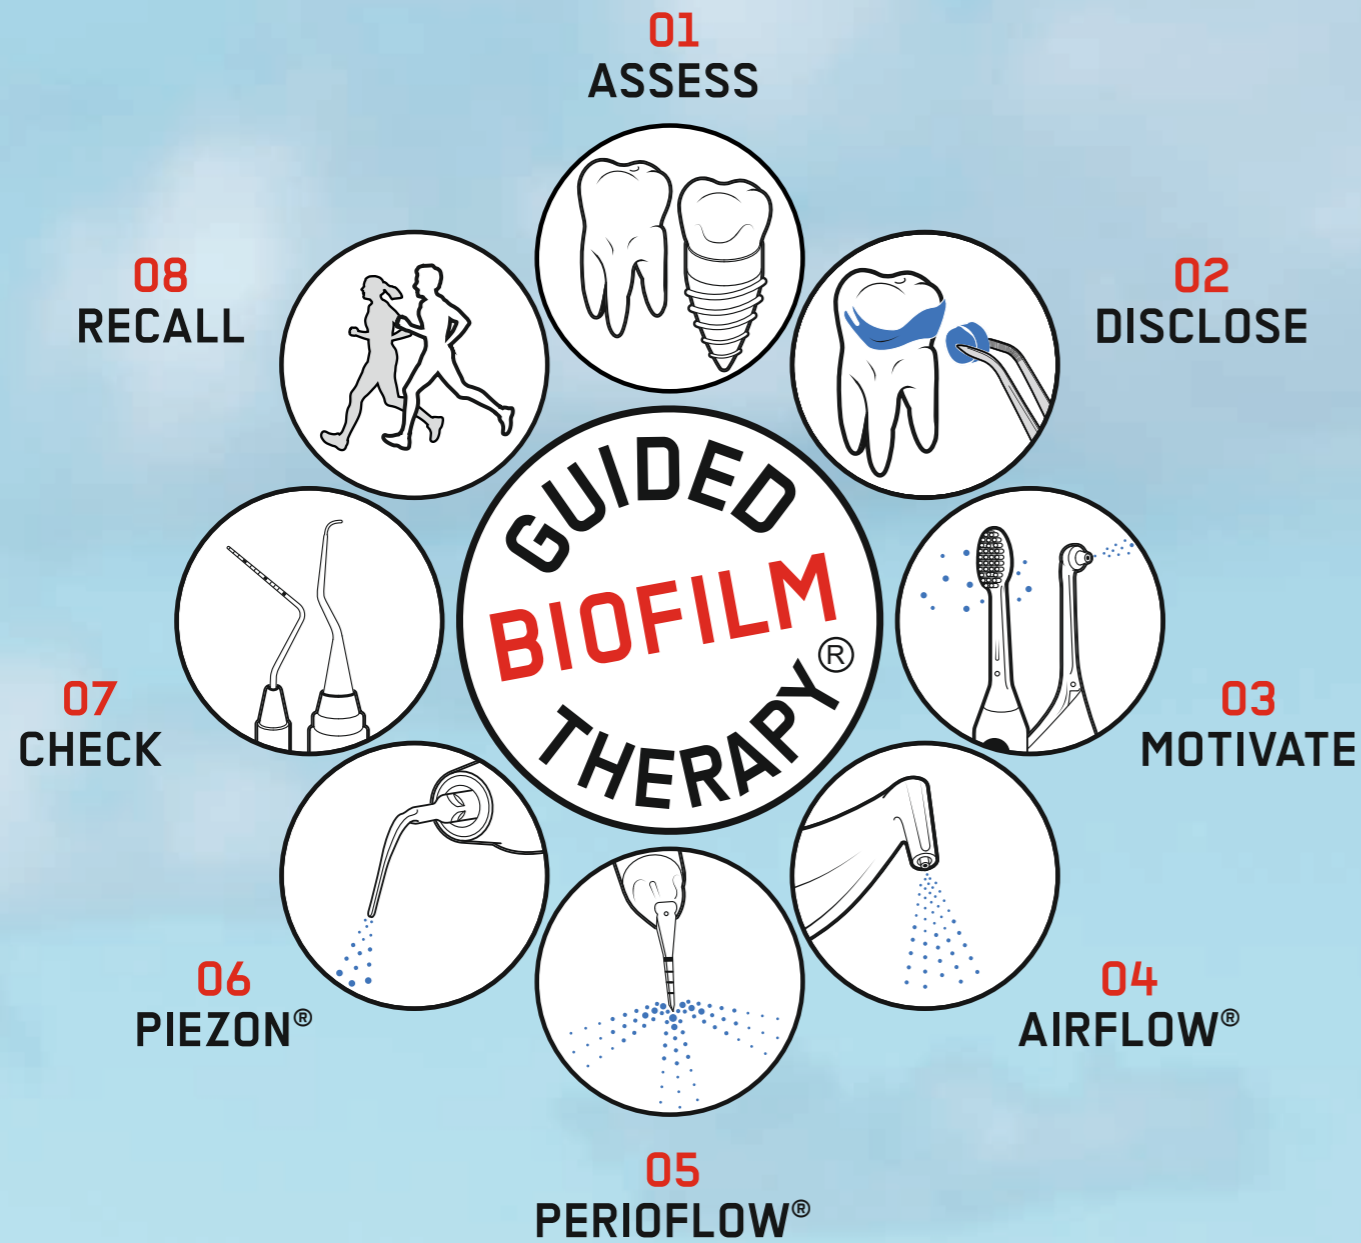 01
ASSESS
02
DISCLOSE
03
MOTIVATE
04
AIRFLOW®
05
PERIOFLOW®
06
PIEZON®
07
CHECK
08
RECALL
GUIDED
BIOFILM
THERAPY®